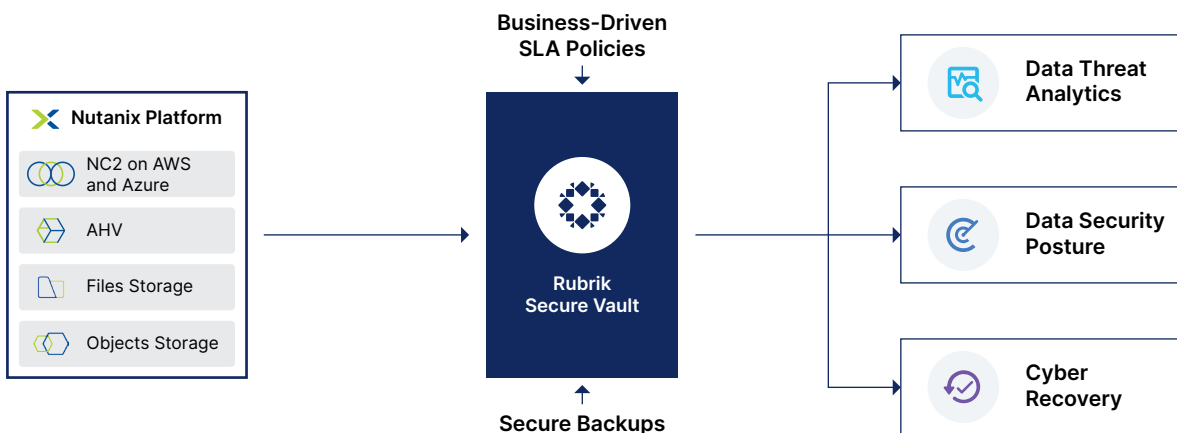 Business-Driven
SLA Policies
Nutanix Platform
NC2 on AWS
and Azure
AHV
Files Storage
Objects Storage
Rubrik
Secure Vault
Secure Backups
Data Threat
Analytics
Data Security
Posture
Cyber
Recovery